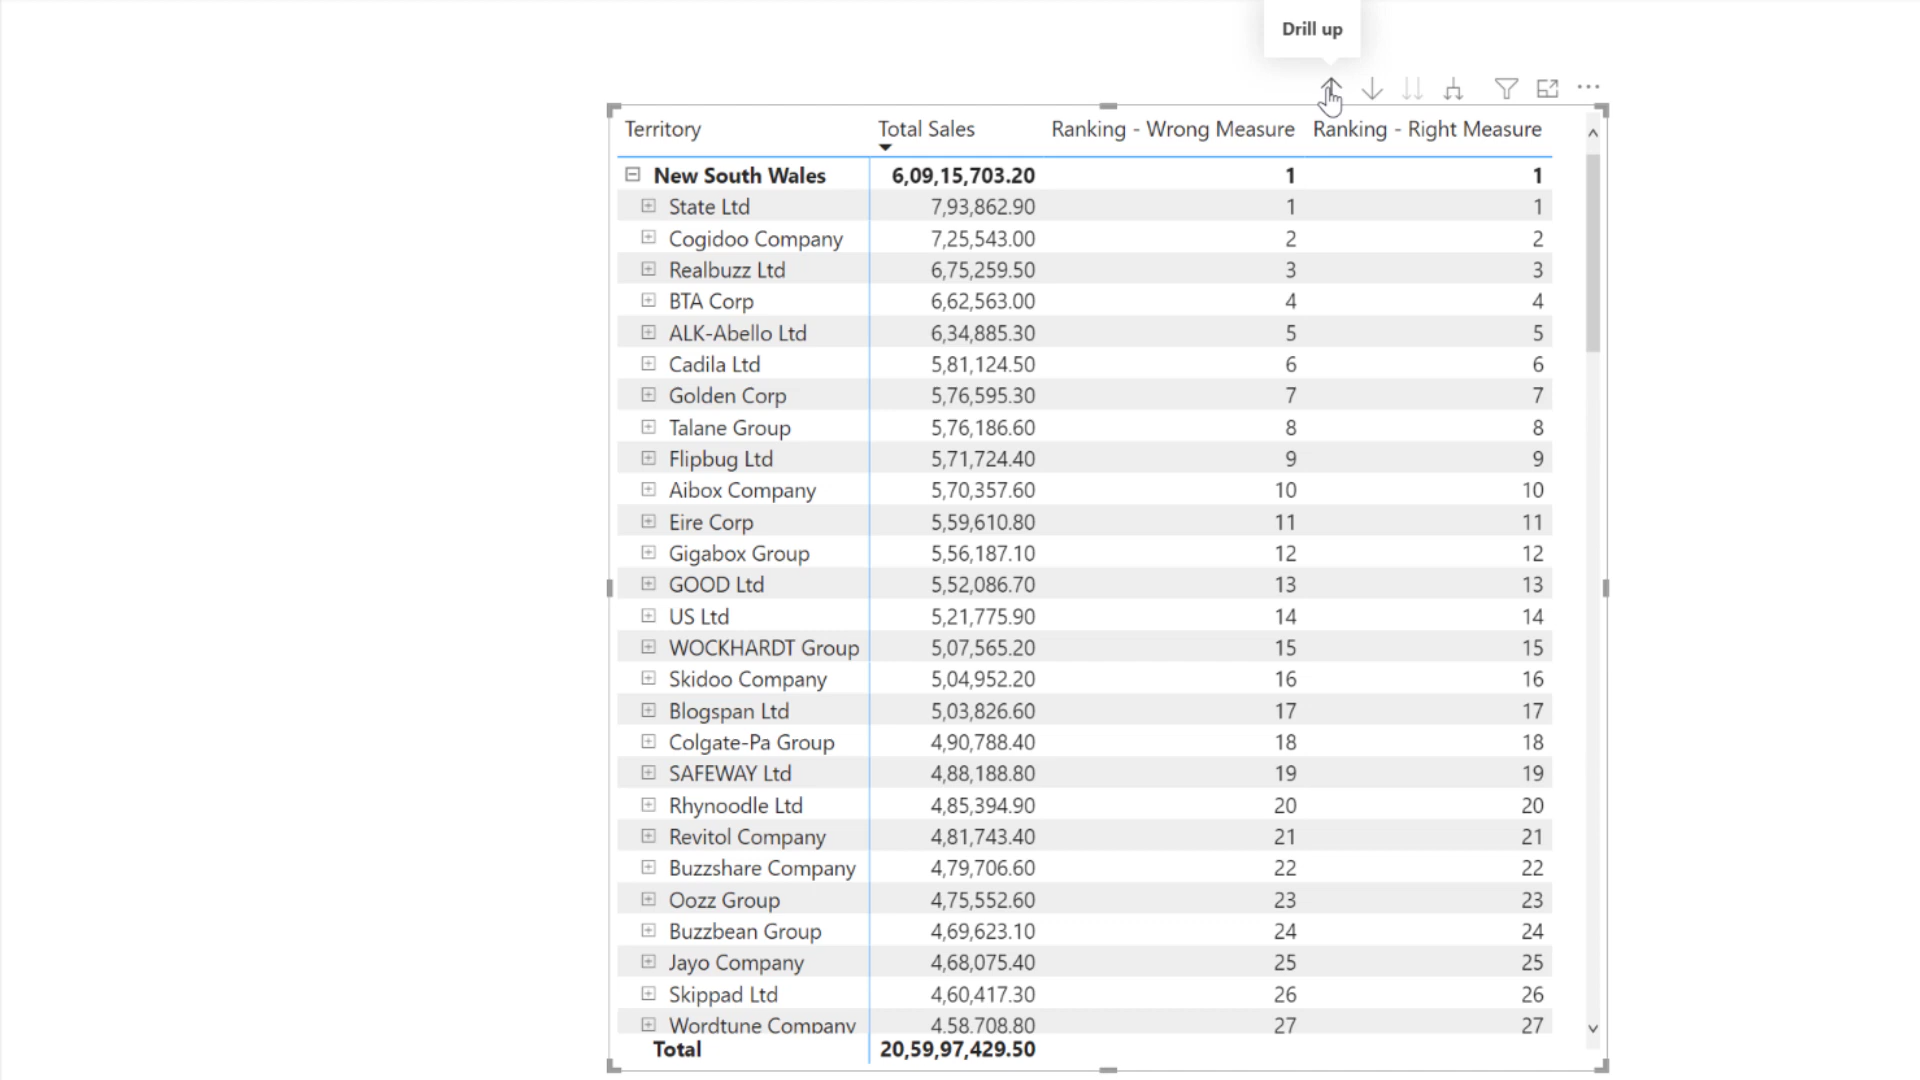 Drill up
Territory Total Sales Ranking - Wrong Measure Ranking - Right Measure
New South Wales 6,09,15,703.20 1 1
State Ltd 7,93,862.90 1 1
Cogidoo Company 7,25,543.00 2 2
Realbuzz Ltd 6,75,259.50 3 3
BTA Corp 6,62,563.00 4 4
ALK-Abello Ltd 6,34,885.30 5 5
Cadila Ltd 5,81,124.50 6 6
Golden Corp 5,76,595.30 7 7
Talane Group 5,76,186.60 8 8
Flipbug Ltd 5,71,724.40 9 9
Aibox Company 5,70,357.60 10 10
Eire Corp 5,59,610.80 11 11
Gigabox Group 5,56,187.10 12 12
GOOD Ltd 5,52,086.70 13 13
US Ltd 5,21,775.90 14 14
WOCKHARDT Group 5,07,565.20 15 15
Skidoo Company 5,04,952.20 16 16
Blogspan Ltd 5,03,826.60 17 17
Colgate-Pa Group 4,90,788.40 18 18
SAFEWAY Ltd 4,88,188.80 19 19
Rhynoodle Ltd 4,85,394.90 20 20
Revitol Company 4,81,743.40 21 21
Buzzshare Company 4,79,706.60 22 22
Oozz Group 4,75,552.60 23 23
Buzzbean Group 4,69,623.10 24 24
Jayo Company 4,68,075.40 25 25
Skippad Ltd 4,60,417.30 26 26
Wordtune Company 4,58,708.80 27 27
Total 20,59,97,429.50